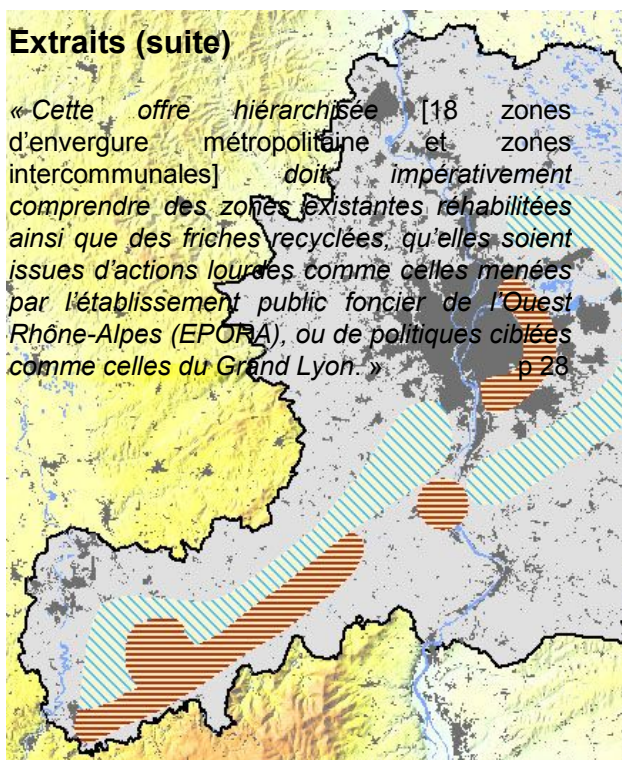 Extraits (suite)
« Cette offre hiérarchisée [18 zones
d'envergure métropolitaine et zones
intercommunales] doit impérativement
comprendre des zones existantes réhabilitées
ainsi que des friches recyclées, qu'elles soient
issues d'actions lourdes comme celles menées
par l'établissement public foncier de l'Ouest
Rhône-Alpes (EPORA), ou de politiques ciblées
comme celles du Grand Lyon. » p 28